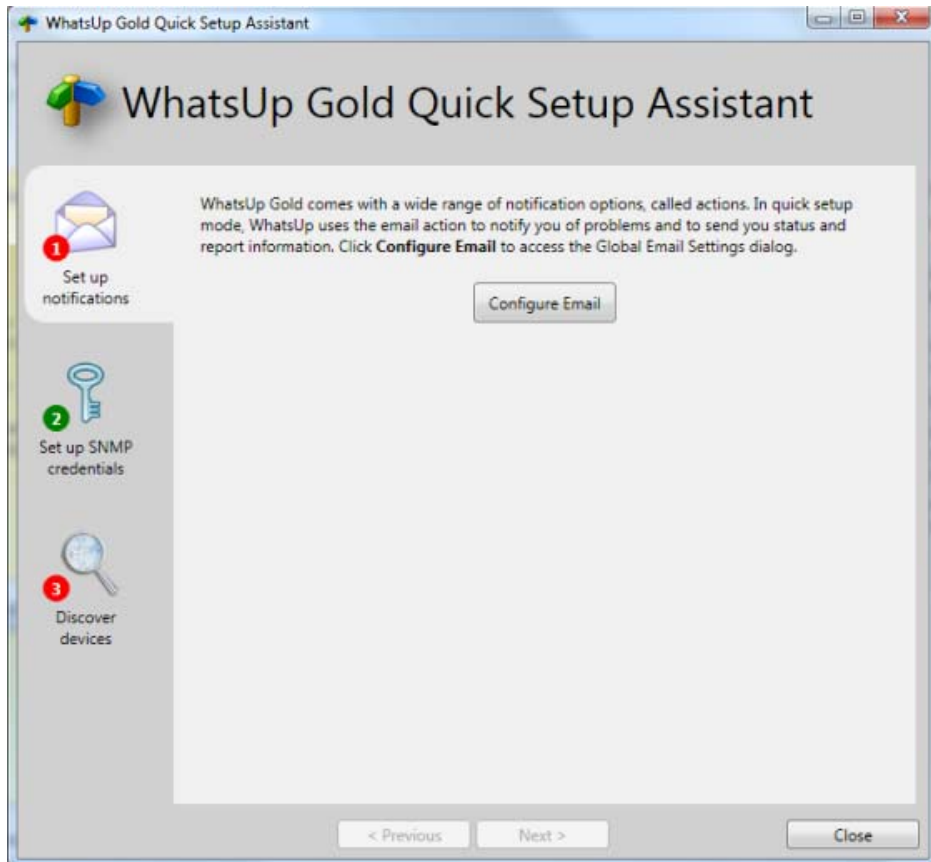 WhatsUp Gold Quick Setup Assistant
WhatsUp Gold Quick Setup Assistant
1
Set up
notifications
2
Set up SNMP
credentials
3
Discover
devices
WhatsUp Gold comes with a wide range of notification options, called actions. In quick setup
mode, WhatsUp uses the email action to notify you of problems and to send you status and
report information. Click Configure Email to access the Global Email Settings dialog.
Configure Email
< Previous
Next >
Close